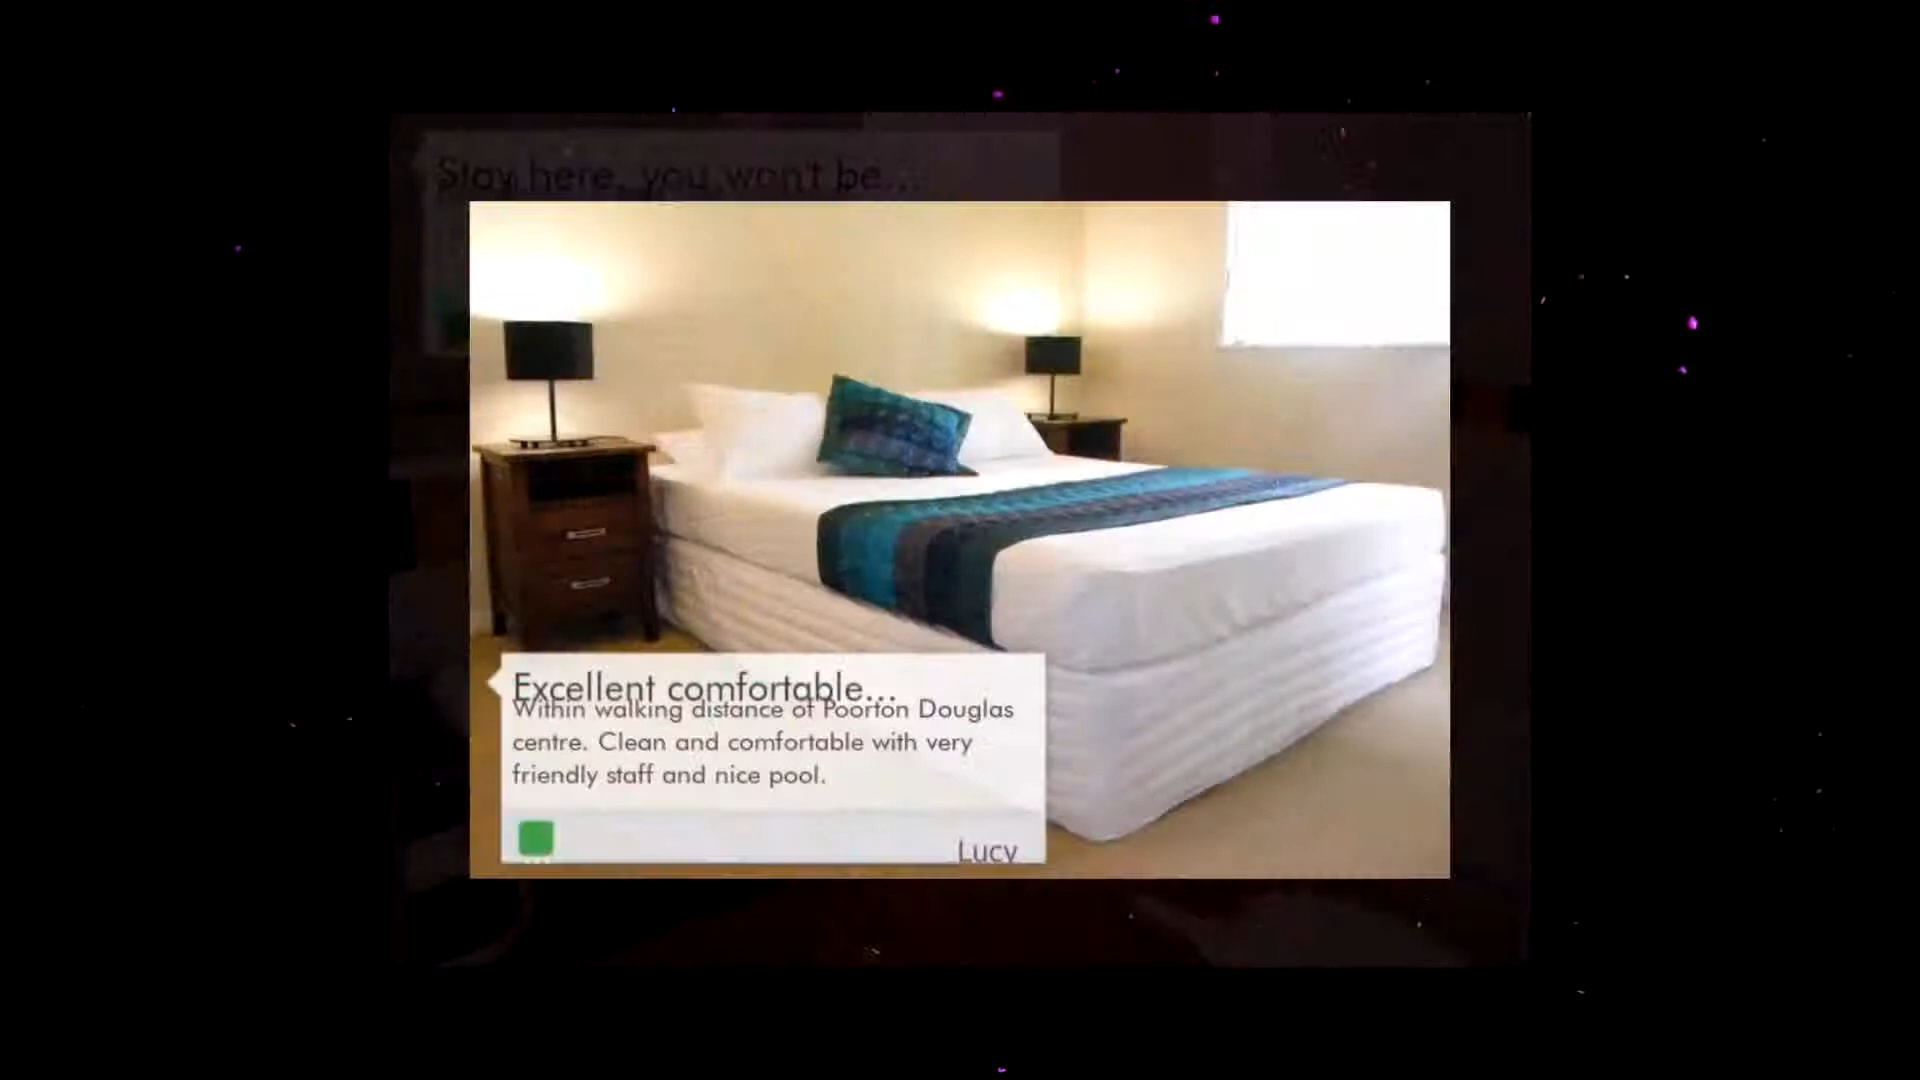 Stay here, you won't be...
Excellent comfortable...
Within walking distance of Poorton Douglas
centre. Clean and comfortable with very
friendly staff and nice pool.
Lucy